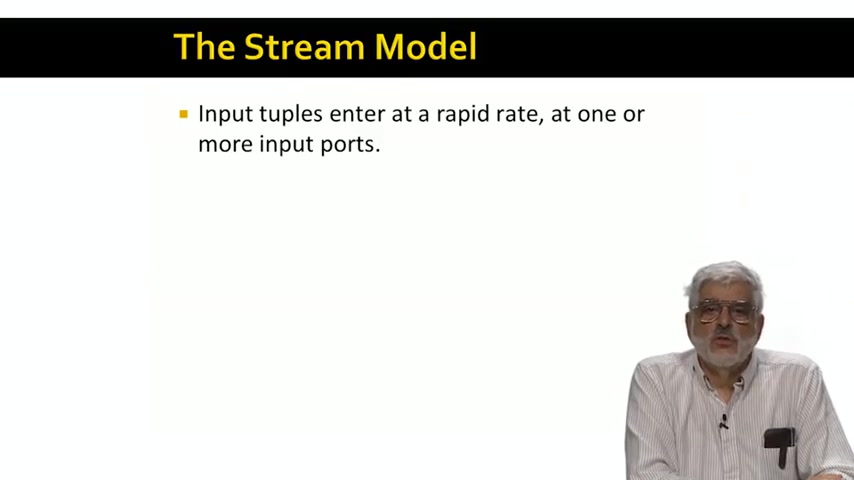 The Stream Model
Input tuples enter at a rapid rate, at one or
more input ports.